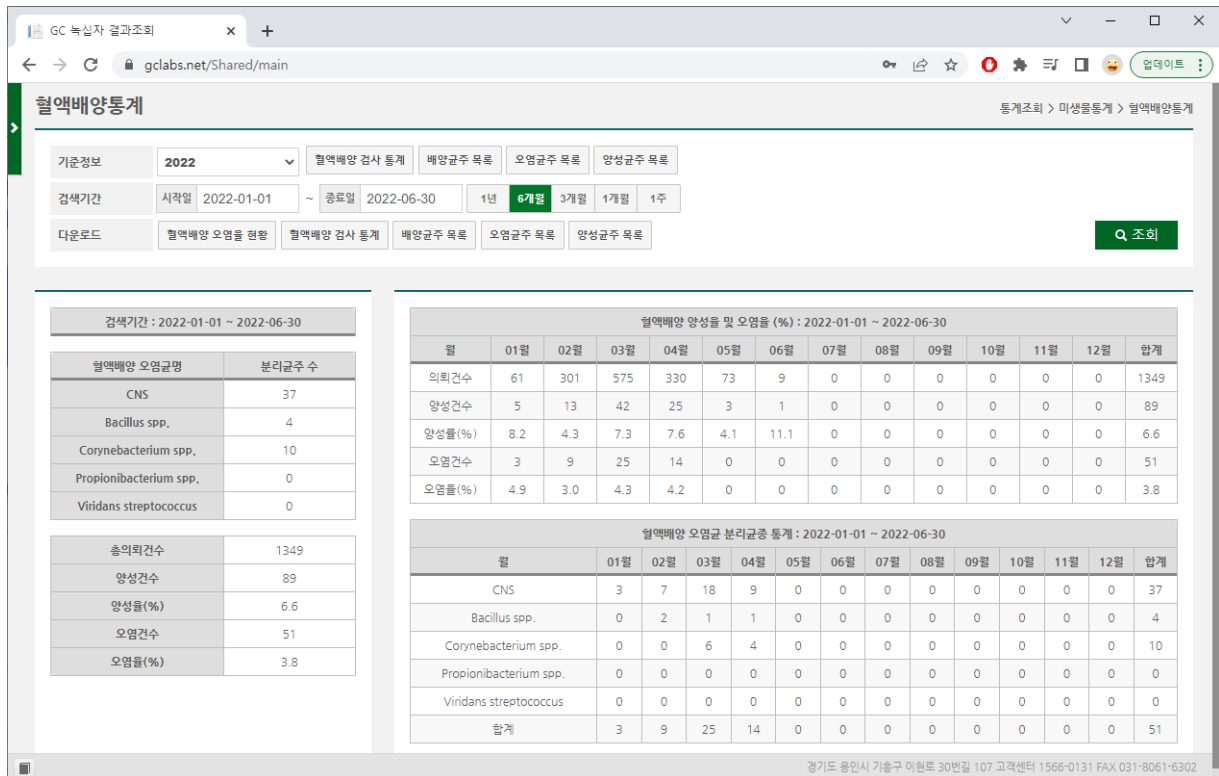 GC 녹십자 결과조회
gclabs.net/Shared/main
업데이트
혈액배양통계
통계조회 > 미생물통계 > 혈액배양통계
기준정보 2022 혈액배양 검사 통계 배양균주 목록 오염균주 목록 양성균주 목록
검색기간 시작일 2022-01-01 ~ 종료일 2022-06-30 1년 6개월 3개월 1개월 1주
다운로드 혈액배양 오염율 현황 혈액배양 검사 통계 배양균주 목록 오염균주 목록 양성균주 목록 조회
검색기간 : 2022-01-01 ~ 2022-06-30
혈액배양 오염균명 분리균주 수
CNS 37
Bacillus spp. 4
Corynebacterium spp. 10
Propionibacterium spp. 0
Viridans streptococcus 0
총의뢰건수 1349
양성건수 89
양성율(%) 6.6
오염건수 51
오염율(%) 3.8
혈액배양 양성율 및 오염율 (%) : 2022-01-01 ~ 2022-06-30
월 01월 02월 03월 04월 05월 06월 07월 08월 09월 10월 11월 12월 합계
의뢰건수 61 301 575 330 73 9 0 0 0 0 0 0 1349
양성건수 5 13 42 25 3 1 0 0 0 0 0 0 89
양성률(%) 8.2 4.3 7.3 7.6 4.1 11.1 0 0 0 0 0 0 6.6
오염건수 3 9 25 14 0 0 0 0 0 0 0 0 51
오염률(%) 4.9 3.0 4.3 4.2 0 0 0 0 0 0 0 0 3.8
혈액배양 오염균 분리균종 통계 : 2022-01-01 ~ 2022-06-30
월 01월 02월 03월 04월 05월 06월 07월 08월 09월 10월 11월 12월 합계
CNS 3 7 18 9 0 0 0 0 0 0 0 0 37
Bacillus spp. 0 2 1 1 0 0 0 0 0 0 0 0 4
Corynebacterium spp. 0 0 6 4 0 0 0 0 0 0 0 0 10
Propionibacterium spp. 0 0 0 0 0 0 0 0 0 0 0 0 0
Viridans streptococcus 0 0 0 0 0 0 0 0 0 0 0 0 0
합계 3 9 25 14 0 0 0 0 0 0 0 0 51
경기도 용인시 기흥구 이현로 30번길 107 고객센터 1566-0131 FAX 031-8061-6302